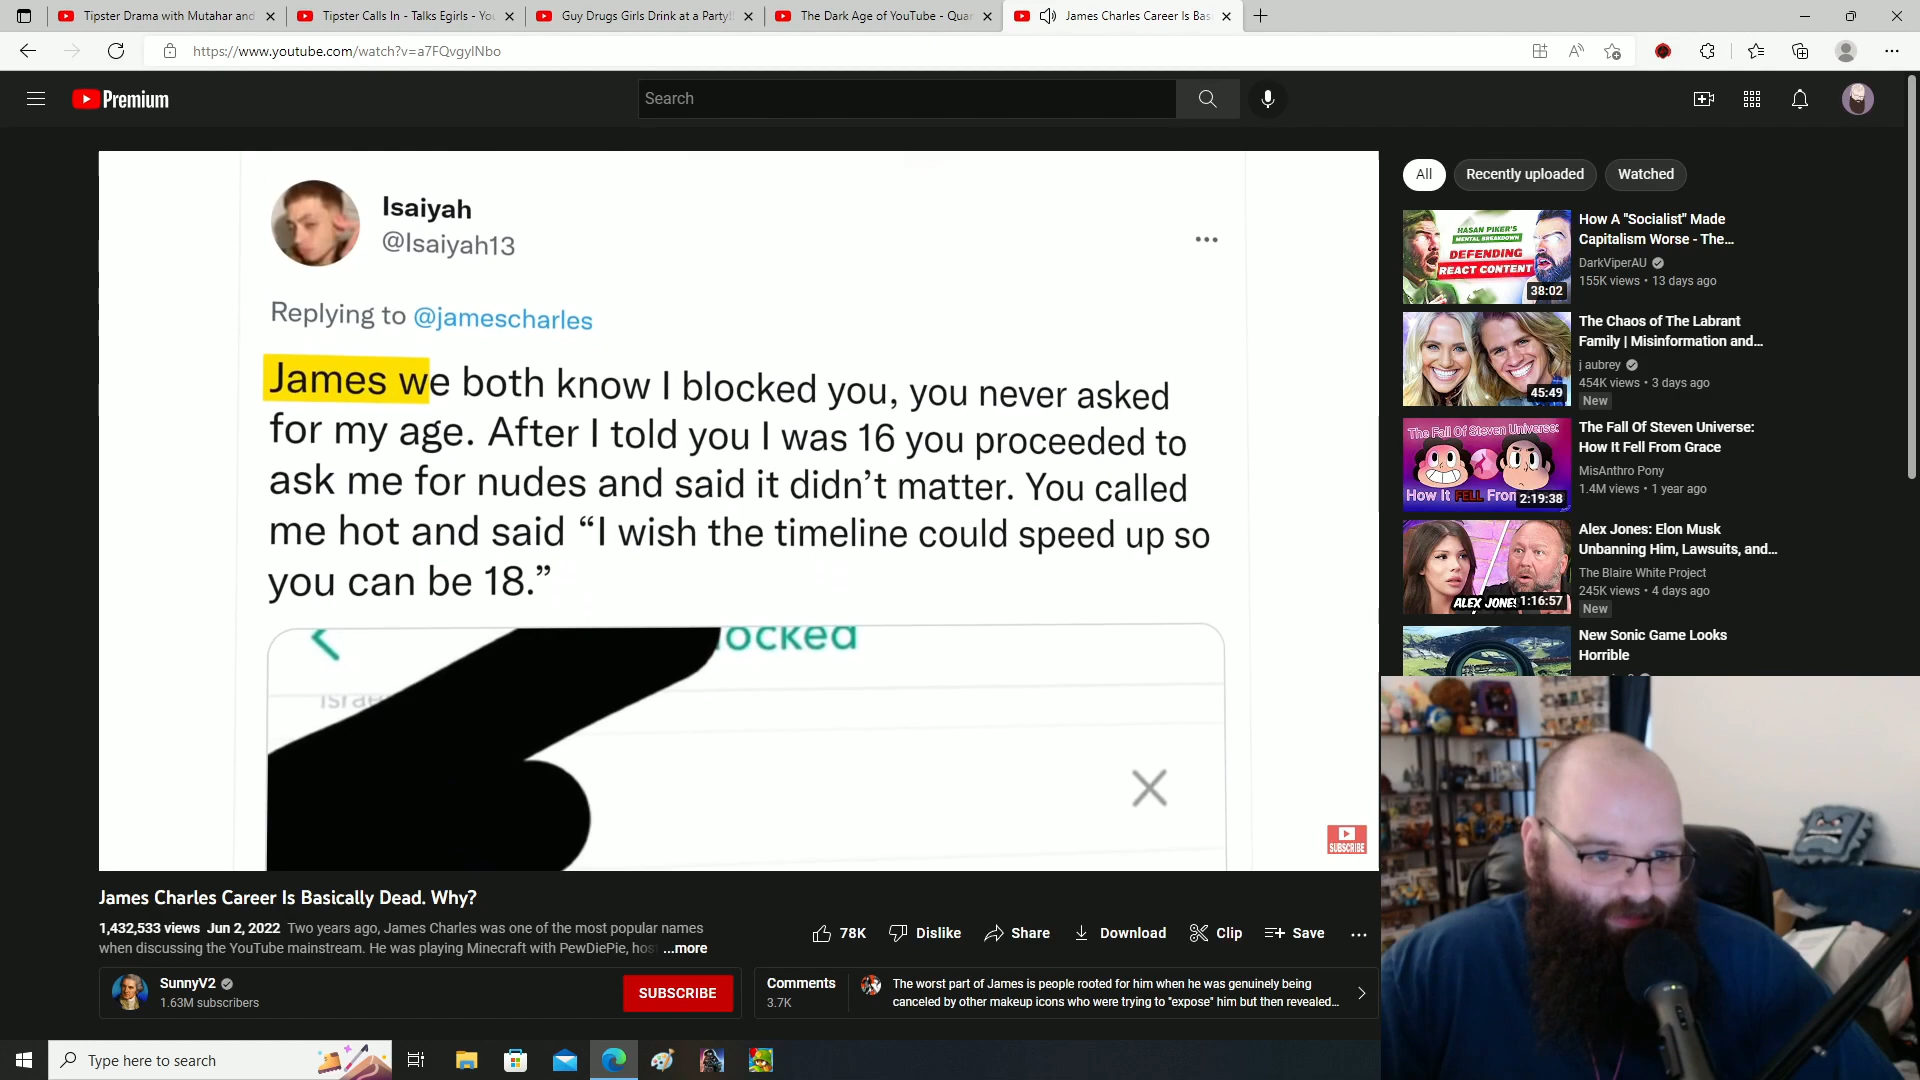 Tipster Drama with Mutahar and
Tipster Calls In - Talks Egirls - You
Guy Drugs Girls Drink at a Party!!
The Dark Age of YouTube - Quan
James Charles Career Is Bas
https://www.youtube.com/watch?v=a7FQvgyINbo
Premium
Search
Isaiyah
@Isaiyah13
Replying to @jamescharles
James we both know I blocked you, you never asked
for my age. After I told you I was 16 you proceeded to
ask me for nudes and said it didn't matter. You called
me hot and said "I wish the timeline could speed up so
you can be 18."
ocked
SUBSCRIBE
James Charles Career Is Basically Dead. Why?
1,432,533 views Jun 2, 2022 Two years ago, James Charles was one of the most popular names
when discussing the YouTube mainstream. He was playing Minecraft with PewDiePie, hos ...more
78K
Dislike
Share
Download
Clip
Save
SunnyV2
1.63M subscribers
SUBSCRIBE
Comments
3.7K
The worst part of James is people rooted for him when he was genuinely being
canceled by other makeup icons who were trying to "expose" him but then revealed...
All
Recently uploaded
Watched
HASAN PIKER'S
MENTAL BREAKDOWN
DEFENDING
REACT CONTENT
38:02
How A "Socialist" Made
Capitalism Worse - The...
DarkViperAU
155K views • 13 days ago
45:49
The Chaos of The Labrant
Family | Misinformation and...
j aubrey
454K views • 3 days ago
New
The Fall Of Steven Universe:
How It FELL From
2:19:38
The Fall Of Steven Universe:
How It Fell From Grace
MisAnthro Pony
1.4M views • 1 year ago
ALEX JONES
1:16:57
Alex Jones: Elon Musk
Unbanning Him, Lawsuits, and...
The Blaire White Project
245K views • 4 days ago
New
New Sonic Game Looks
Horrible
Type here to search